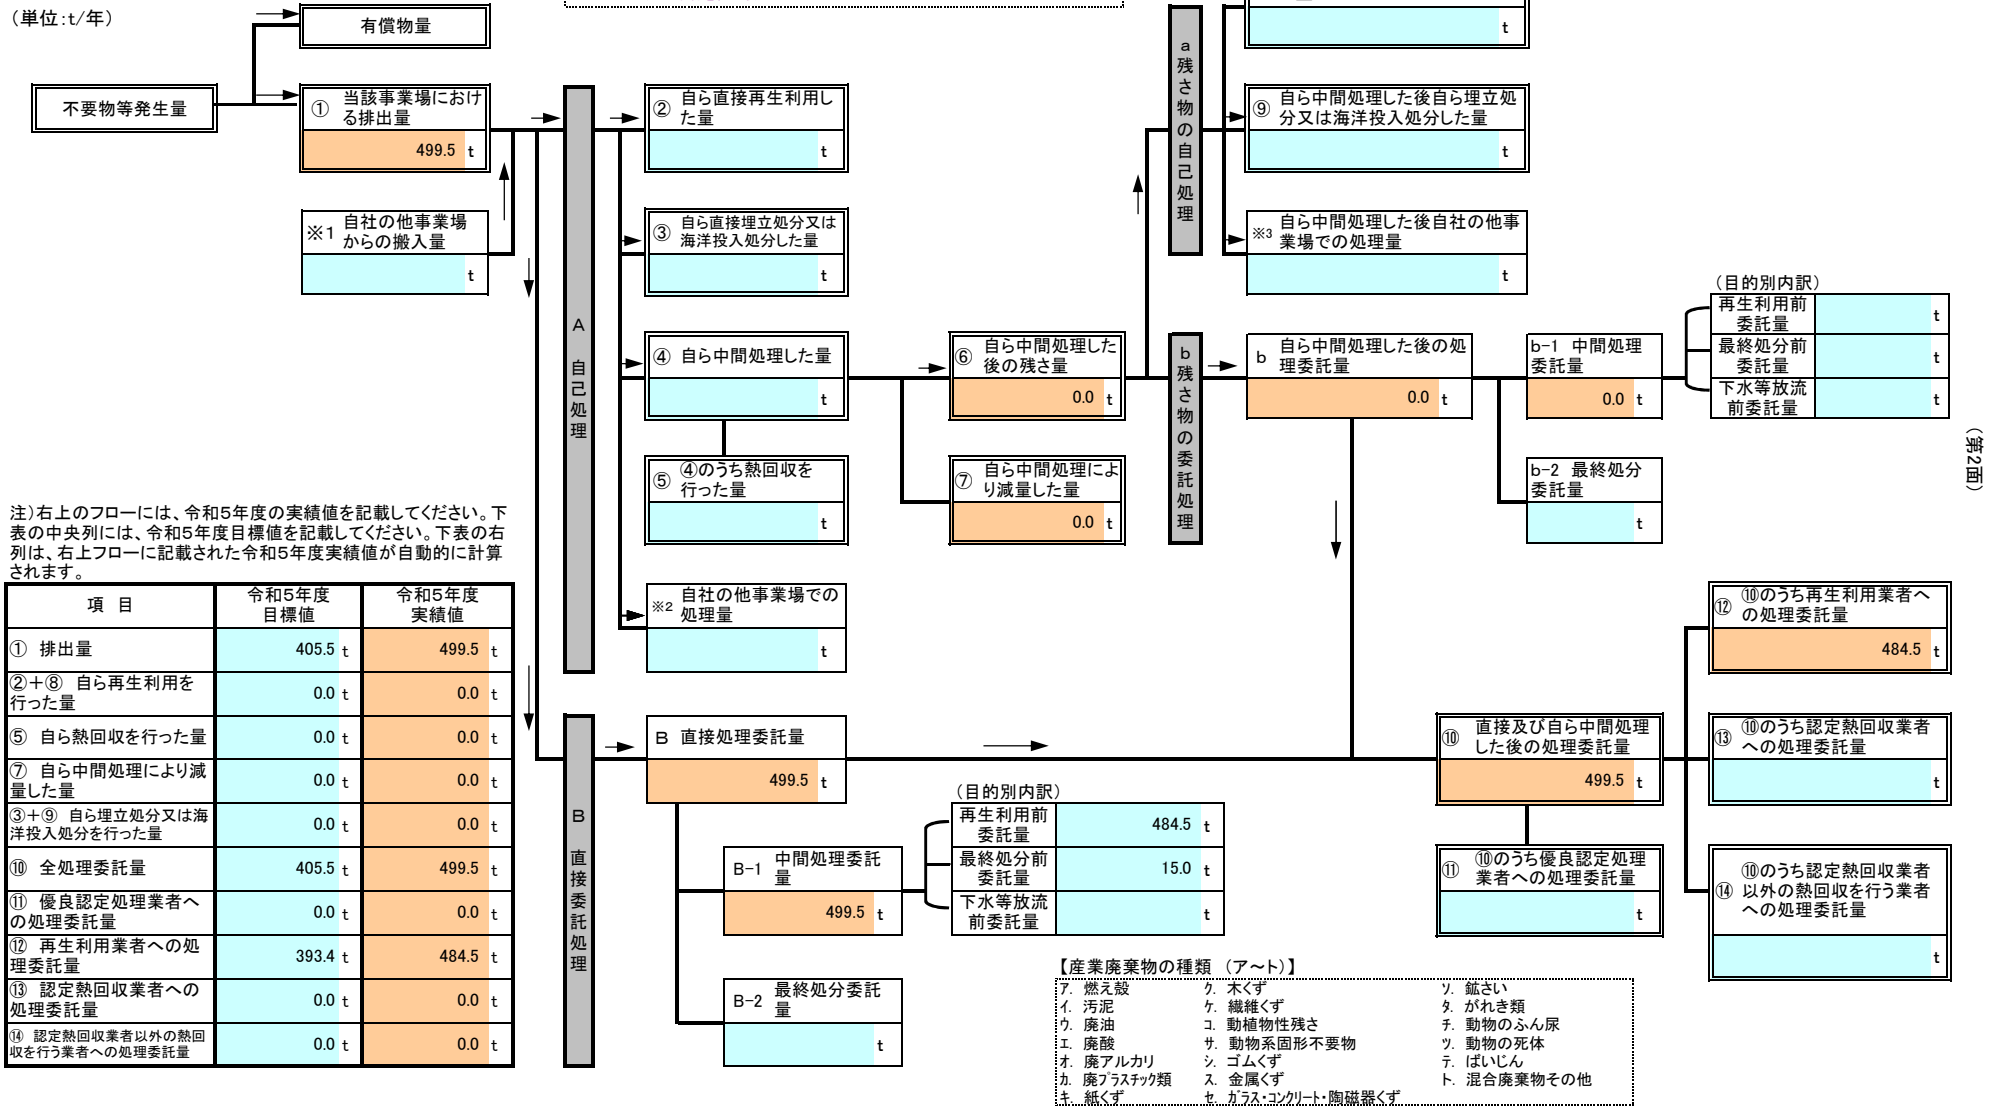 （単位:t/年）
有償物量
不要物等発生量
① 当該事業場におけ
る排出量
499.5 t
※1 自社の他事業場
からの搬入量
t
A 自己処理
② 自ら直接再生利用し
た量
t
③ 自ら直接埋立処分又は
海洋投入処分した量
t
④ 自ら中間処理した量
t
⑤ ④のうち熱回収を
行った量
t
※2 自社の他事業場での
処理量
t
⑥ 自ら中間処理した
後の残さ量
0.0 t
⑦ 自ら中間処理によ
り減量した量
0.0 t
a 残さ物の自己処理
t
⑨ 自ら中間処理した後自ら埋立処
分又は海洋投入処分した量
t
※3 自ら中間処理した後自社の他事
業場での処理量
t
b 残さ物の委託処理
b 自ら中間処理した後の処
理委託量
0.0 t
b-1 中間処理
委託量
0.0 t
b-2 最終処分
委託量
t
（目的別内訳）
再生利用前
委託量 t
最終処分前
委託量 t
下水等放流
前委託量 t
（第2面）
注）右上のフローには、令和5年度の実績値を記載してください。下
表の中央列には、令和5年度目標値を記載してください。下表の右
列は、右上フローに記載された令和5年度実績値が自動的に計算
されます。
項 目 令和5年度
目標値 令和5年度
実績値
① 排出量 405.5 t 499.5 t
②＋⑧ 自ら再生利用を
行った量 0.0 t 0.0 t
⑤ 自ら熱回収を行った量 0.0 t 0.0 t
⑦ 自ら中間処理により減
量した量 0.0 t 0.0 t
③＋⑨ 自ら埋立処分又は海
洋投入処分を行った量 0.0 t 0.0 t
⑩ 全処理委託量 405.5 t 499.5 t
⑪ 優良認定処理業者へ
の処理委託量 0.0 t 0.0 t
⑫ 再生利用業者への処
理委託量 393.4 t 484.5 t
⑬ 認定熱回収業者への
処理委託量 0.0 t 0.0 t
⑭ 認定熱回収業者以外の熱回
収を行う業者への処理委託量 0.0 t 0.0 t
B 直接委託処理
B 直接処理委託量
499.5 t
B-1 中間処理委託
量
499.5 t
B-2 最終処分委託
量
t
（目的別内訳）
再生利用前
委託量 484.5 t
最終処分前
委託量 15.0 t
下水等放流
前委託量 t
⑩ 直接及び自ら中間処理
した後の処理委託量
499.5 t
⑪ ⑩のうち優良認定処理
業者への処理委託量
t
⑫ ⑩のうち再生利用業者へ
の処理委託量
484.5 t
⑬ ⑩のうち認定熱回収業者
への処理委託量
t
⑭ ⑩のうち認定熱回収業者
以外の熱回収を行う業者
への処理委託量
t
【産業廃棄物の種類 （ア～ト）】
ア. 燃え殻 ク. 木くず ソ. 鉱さい
イ. 汚泥 ケ. 繊維くず タ. がれき類
ウ. 廃油 コ. 動植物性残さ チ. 動物のふん尿
エ. 廃酸 サ. 動物系固形不要物 ツ. 動物の死体
オ. 廃アルカリ シ. ゴムくず テ. ばいじん
カ. 廃プラスチック類 ス. 金属くず ト. 混合廃棄物その他
キ. 紙くず セ. ガラス・コンクリート・陶磁器くず